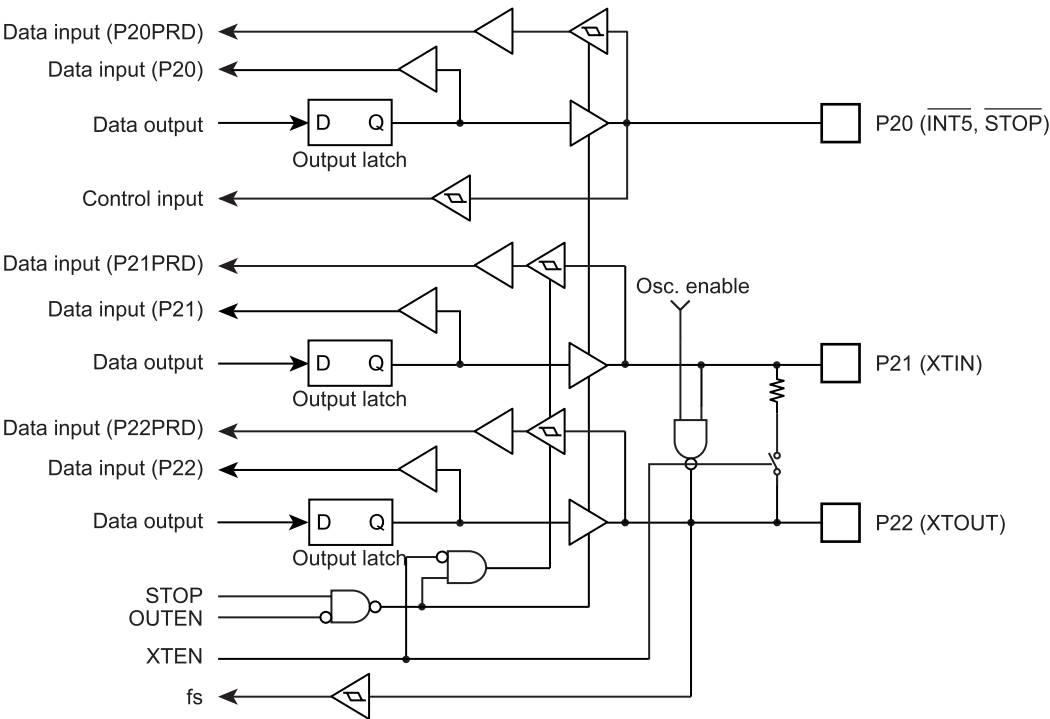 Data input (P20PRD)
Data input (P20)
Data output
D Q
Output latch
P20 (INT5, STOP)
Control input
Data input (P21PRD)
Osc. enable
Data input (P21)
Data output
D Q
P21 (XTIN)
Output latch
Data input (P22PRD)
Data input (P22)
Data output
D Q
P22 (XTOUT)
Output latch
STOP
OUTEN
XTEN
fs